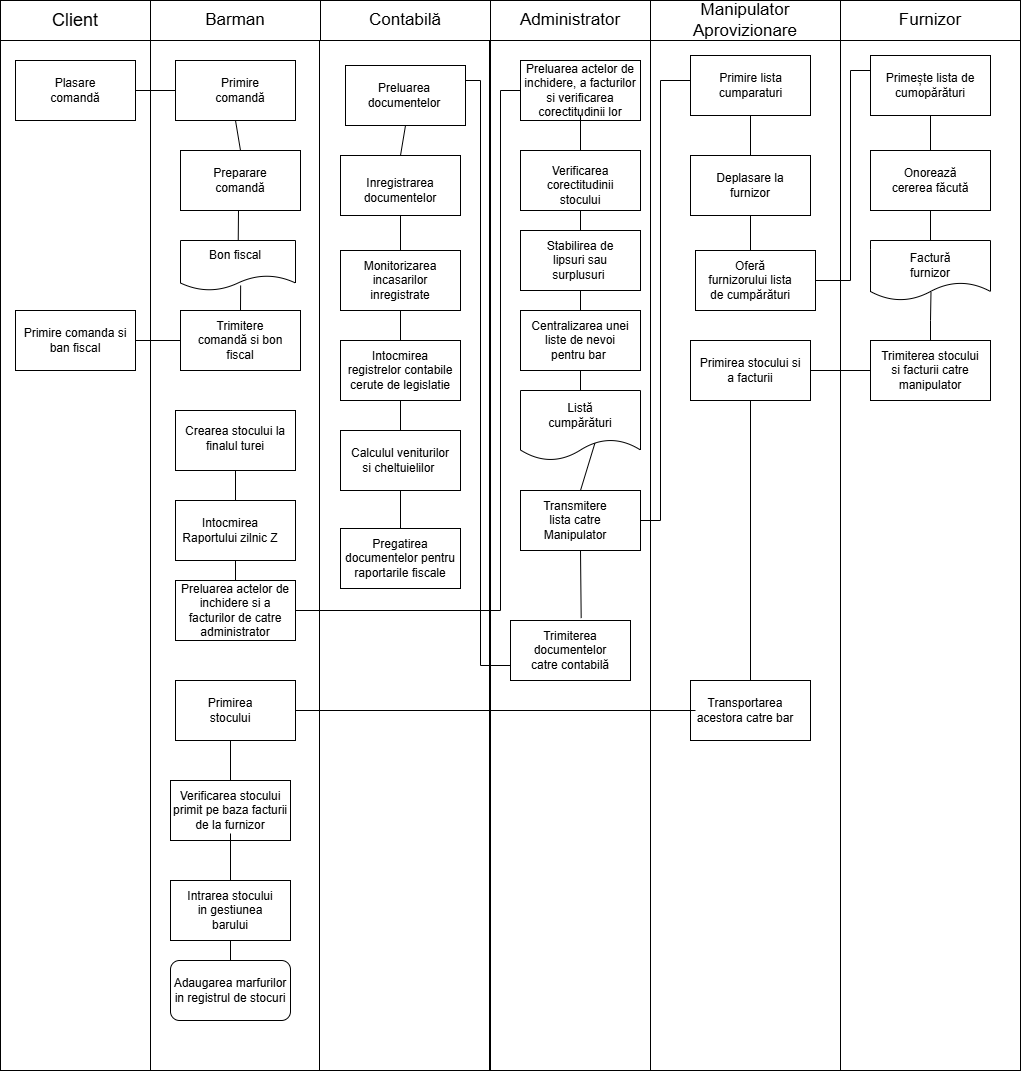 Client
Barman
Contabilă
Administrator
Manipulator
Aprovizionare
Furnizor
Plasare
comandă
Primire comanda si
ban fiscal
Primire
comandă
Preparare
comandă
Bon fiscal
Trimitere
comandă si bon
fiscal
Crearea stocului la
finalul turei
Intocmirea
Raportului zilnic Z
Preluarea actelor de
inchidere si a
facturilor de catre
administrator
Primirea
stocului
Verificarea stocului
primit pe baza facturii
de la furnizor
Intrarea stocului
in gestiunea
barului
Adaugarea marfurilor
in registrul de stocuri
Preluarea
documetelor
Inregistrarea
documentelor
Monitorizarea
incasarilor
inregistrate
Intocmirea
registrelor contabile
cerute de legislatie
Calculul veniturilor
si cheltuielilor
Pregatirea
documentelor pentru
raportarile fiscale
Preluarea actelor de
inchidere, a facturilor
si verificarea
corectitudinii lor
Verificarea
corectitudinii
stocului
Stabilirea de
lipsuri sau
surplusuri
Centralizarea unei
liste de nevoi
pentru bar
Listă
cumpărături
Transmitere
lista catre
Manipulator
Trimiterea
documentelor
catre contabilă
Primire lista
cumparaturi
Deplasare la
furnizor
Oferă
furnizorului lista
de cumpărături
Primirea stocului si
a facturii
Transportarea
acestora catre bar
Primește lista de
cumopărături
Onorează
cererea făcută
Factură
furnizor
Trimiterea stocului
si facturii catre
manipulator